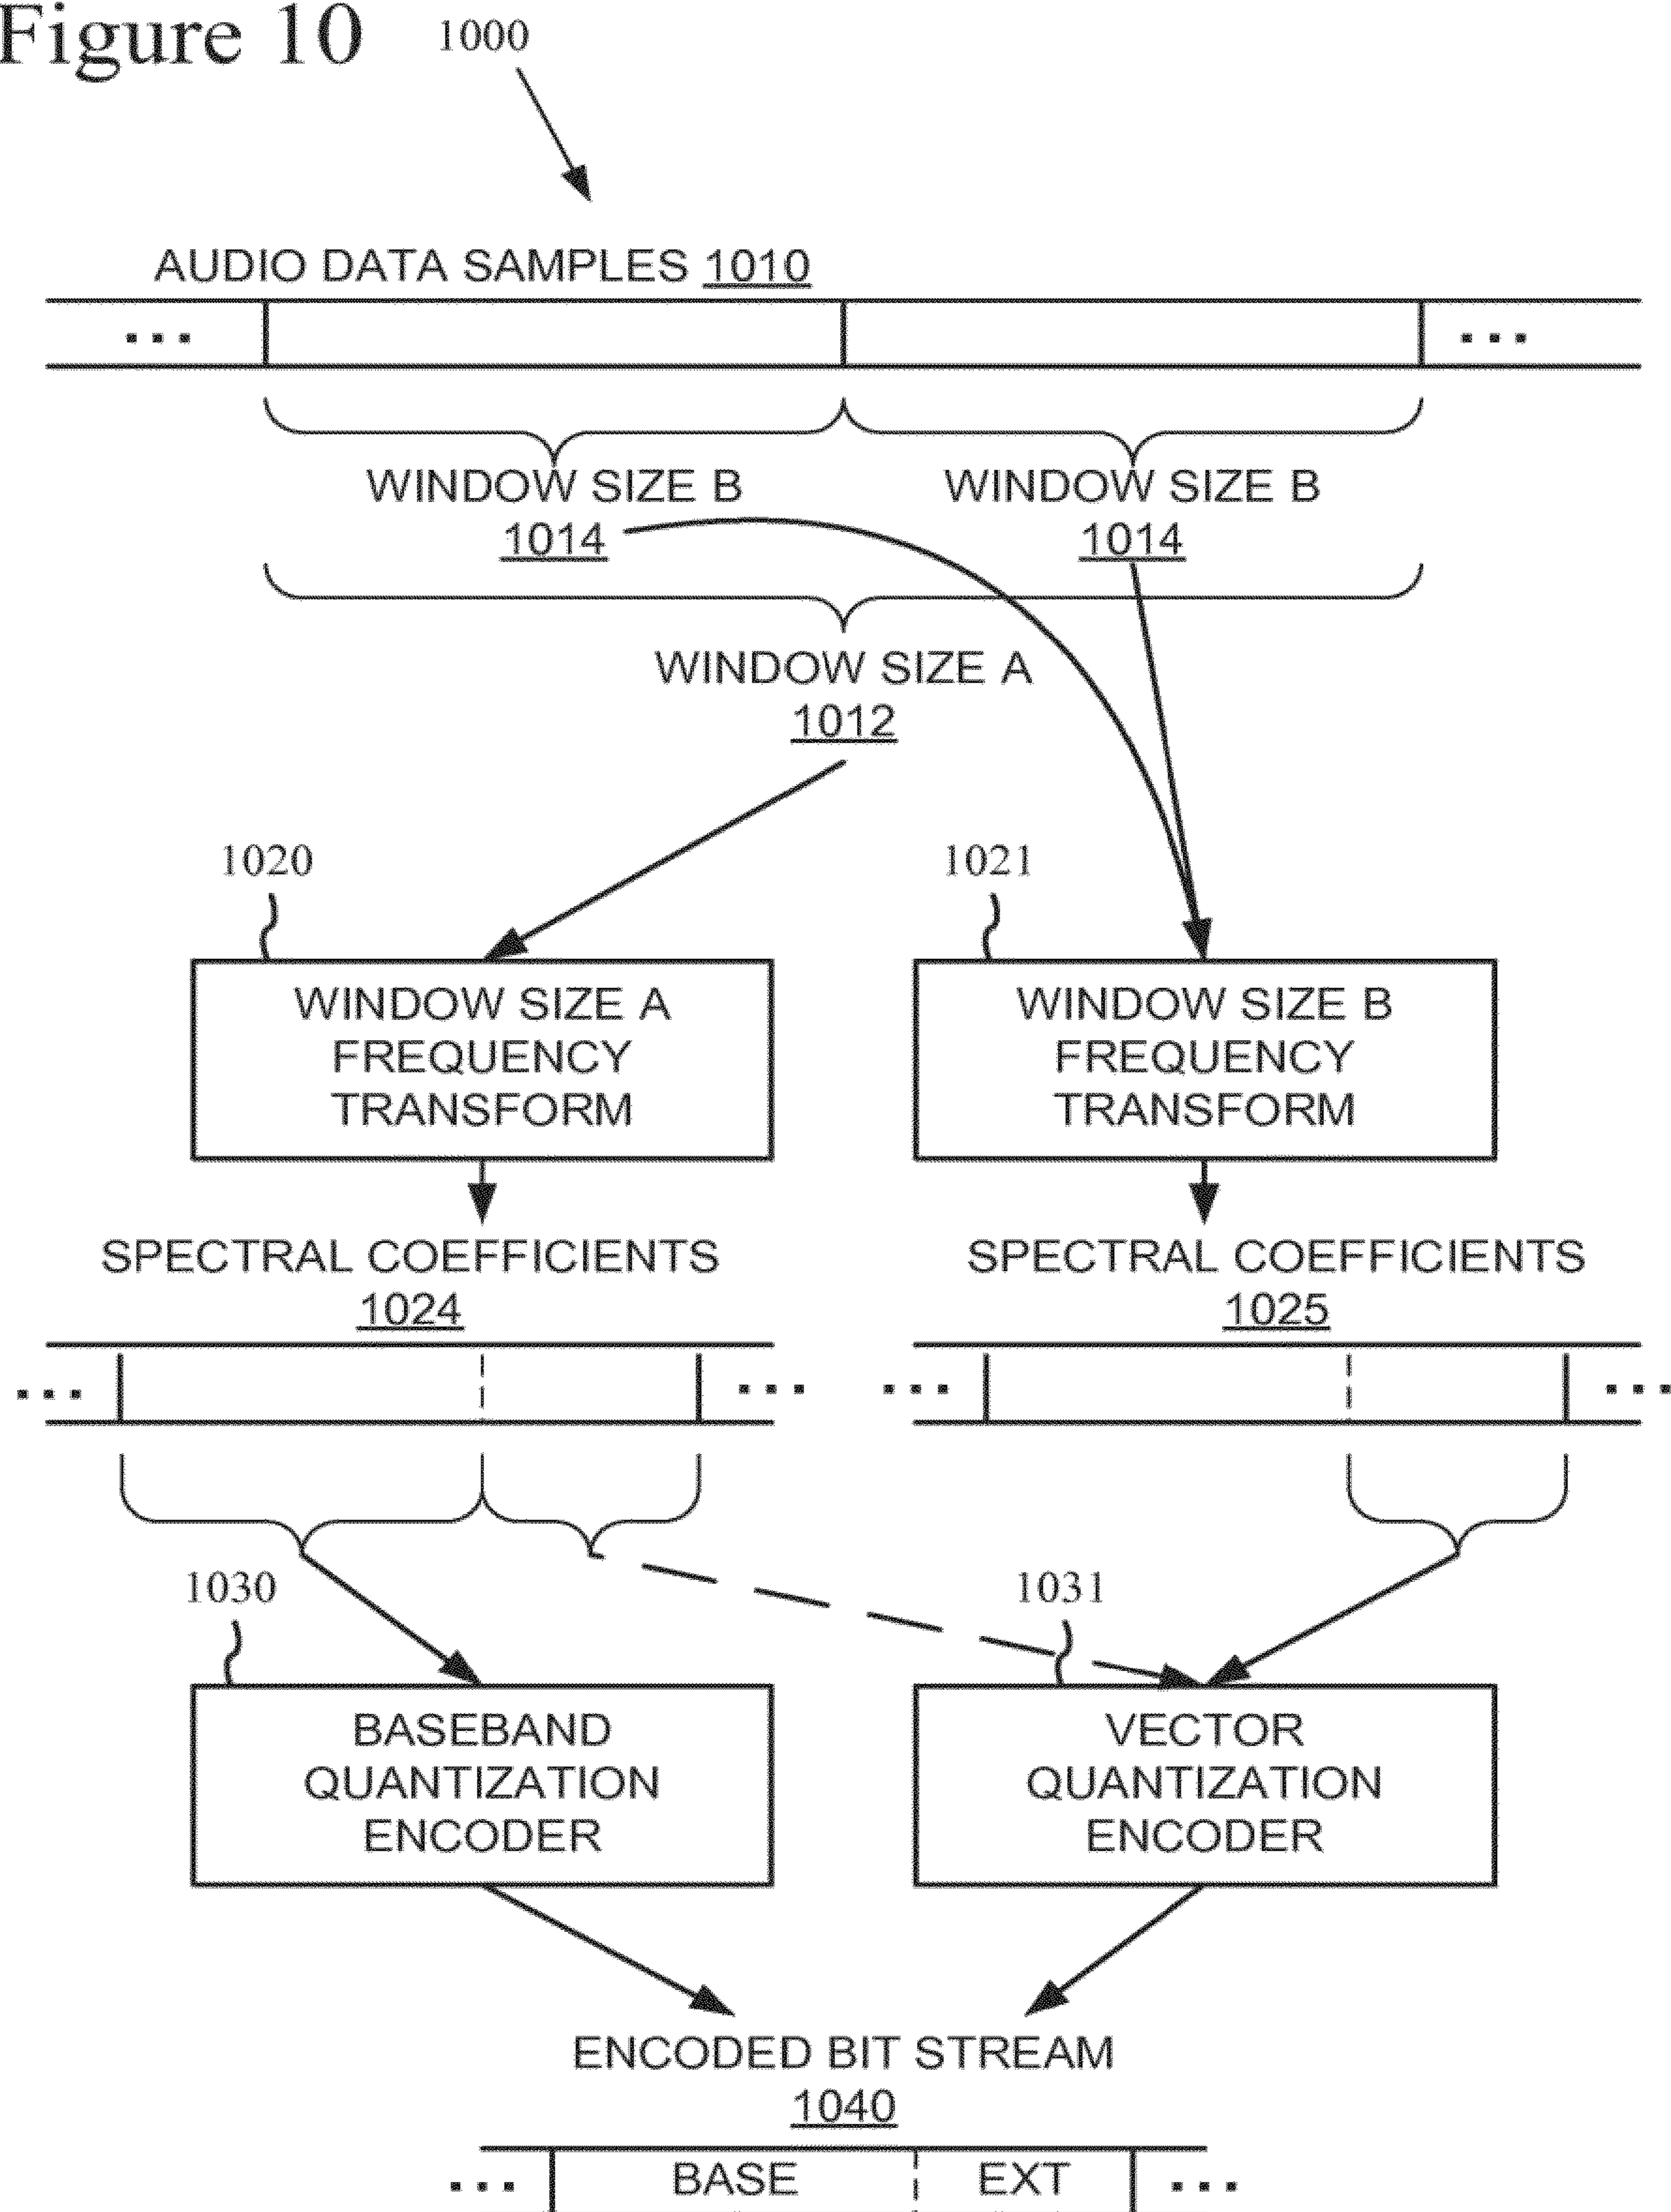 Figure 10
1000
AUDIO DATA SAMPLES 1010
... ...
WINDOW SIZE B WINDOW SIZE B
1014 1014
WINDOW SIZE A
1012
1020 1021
WINDOW SIZE A WINDOW SIZE B
FREQUENCY FREQUENCY
TRANSFORM TRANSFORM
SPECTRAL COEFFICIENTS SPECTRAL COEFFICIENTS
1024 1025
... ... ... ...
1030 1031
BASEBAND VECTOR
QUANTIZATION QUANTIZATION
ENCODER ENCODER
ENCODED BIT STREAM
1040
... BASE EXT ...